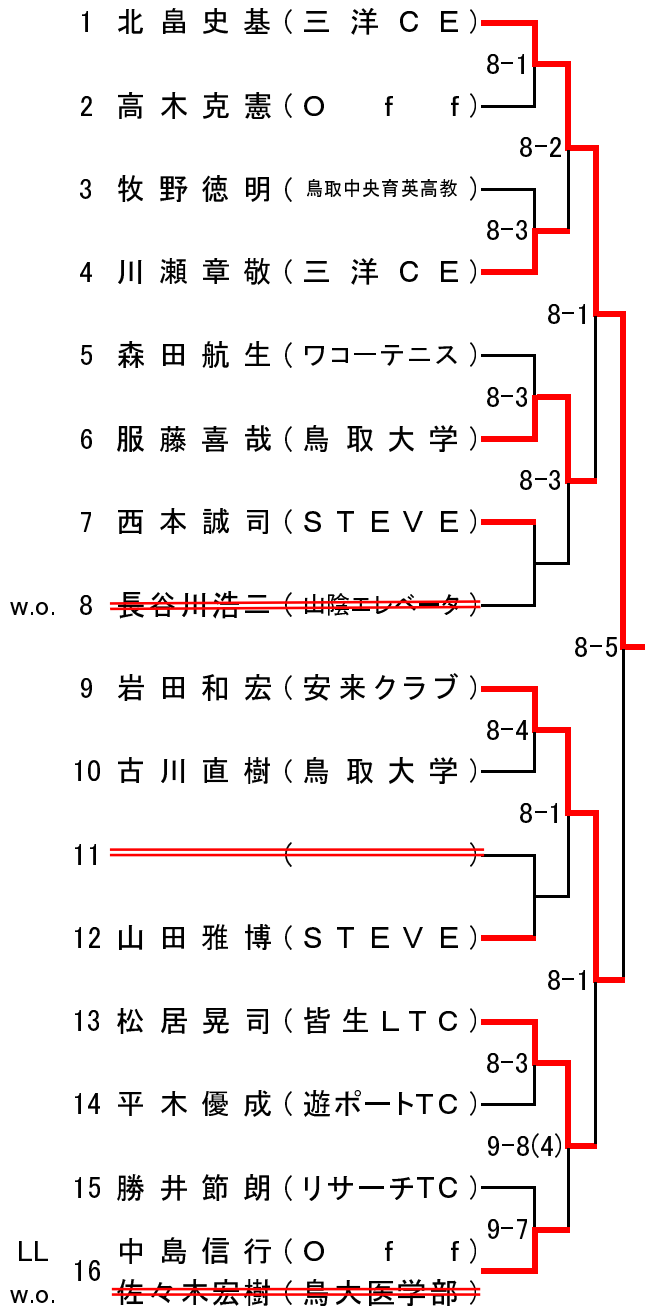 1 北畠史基(三洋CE)
8-1
2 高木克憲(Off)
8-2
3 牧野徳明(鳥取中央育英高教)
8-3
4 川瀬章敬(三洋CE)
8-1
5 森田航生(ワコーテニス)
8-3
6 服藤喜哉(鳥取大学)
8-3
7 西本誠司(STEVE)
w.o. 8 長谷川浩二(山陰エレベータ)
8-5
9 岩田和宏(安来クラブ)
8-4
10 古川直樹(鳥取大学)
8-1
11 ( )
12 山田雅博(STEVE)
8-1
13 松居晃司(皆生LTC)
8-3
14 平木優成(遊ポートTC)
9-8(4)
15 勝井節朗(リサーチTC)
9-7
LL 中島信行(Off)
16
w.o. 佐々木宏樹(鳥大医学部)